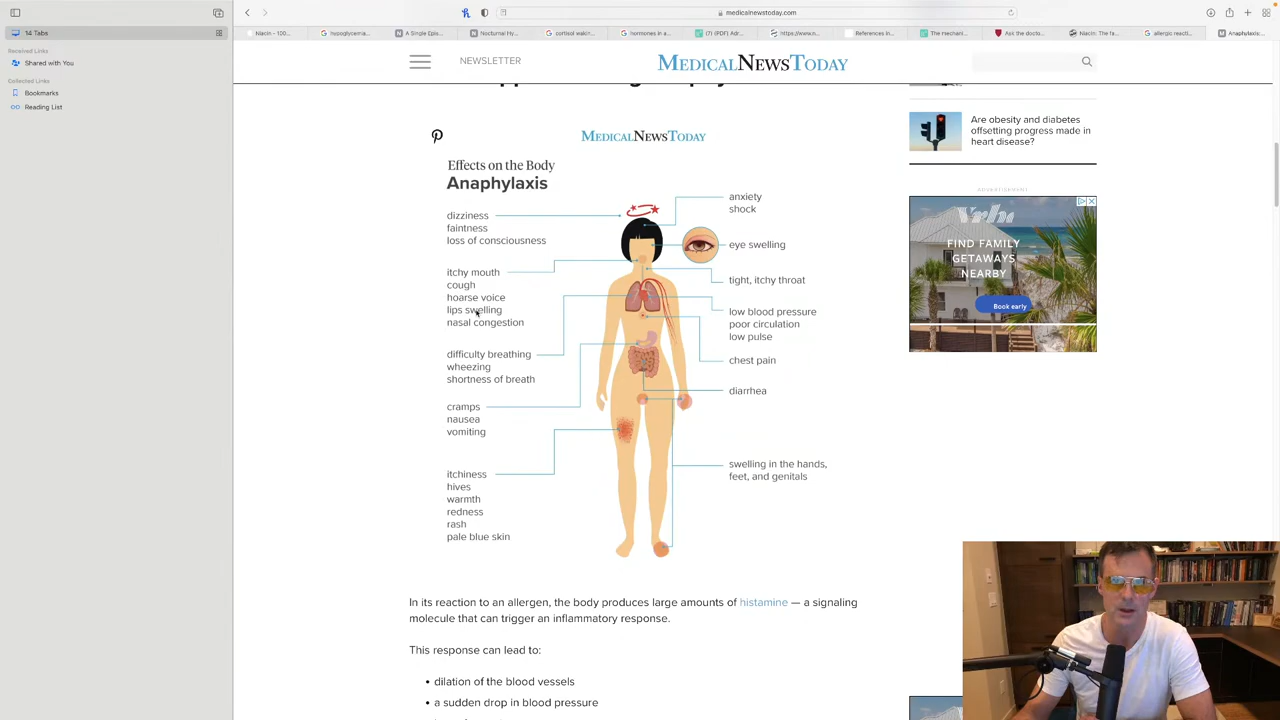 medicalnewstoday.com
14 Tabs
Niacin - 100...
hypoglycemia...
A Single Epis...
Nocturnal Hy...
cortisol wakin...
hormones in a...
(7) (PDF) Adr...
https://www.n...
References in...
The mechani...
Ask the docto...
Niacin: The fa...
allergic reacti...
Anaphylaxis:...
Received Links
Shared with You
Collected Links
Bookmarks
Reading List
NEWSLETTER
MEDICALNEWSTODAY
Are obesity and diabetes
offsetting progress made in
heart disease?
MEDICALNEWSTODAY
Effects on the Body
Anaphylaxis
dizziness
faintness
loss of consciousness
itchy mouth
cough
hoarse voice
lips swelling
nasal congestion
difficulty breathing
wheezing
shortness of breath
cramps
nausea
vomiting
itchiness
hives
warmth
redness
rash
pale blue skin
anxiety
shock
eye swelling
tight, itchy throat
low blood pressure
poor circulation
low pulse
chest pain
diarrhea
swelling in the hands,
feet, and genitals
ADVERTISEMENT
Vrbo
FIND FAMILY
GETAWAYS
NEARBY
Book early
In its reaction to an allergen, the body produces large amounts of histamine — a signaling
molecule that can trigger an inflammatory response.
This response can lead to:
• dilation of the blood vessels
• a sudden drop in blood pressure